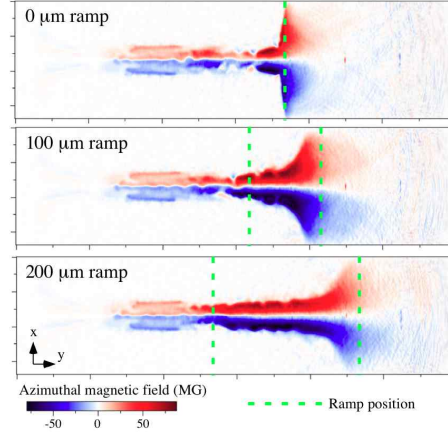 0 μm ramp
100 μm ramp
200 μm ramp
x
y
Azimuthal magnetic field (MG)
Ramp position
-50 0 50